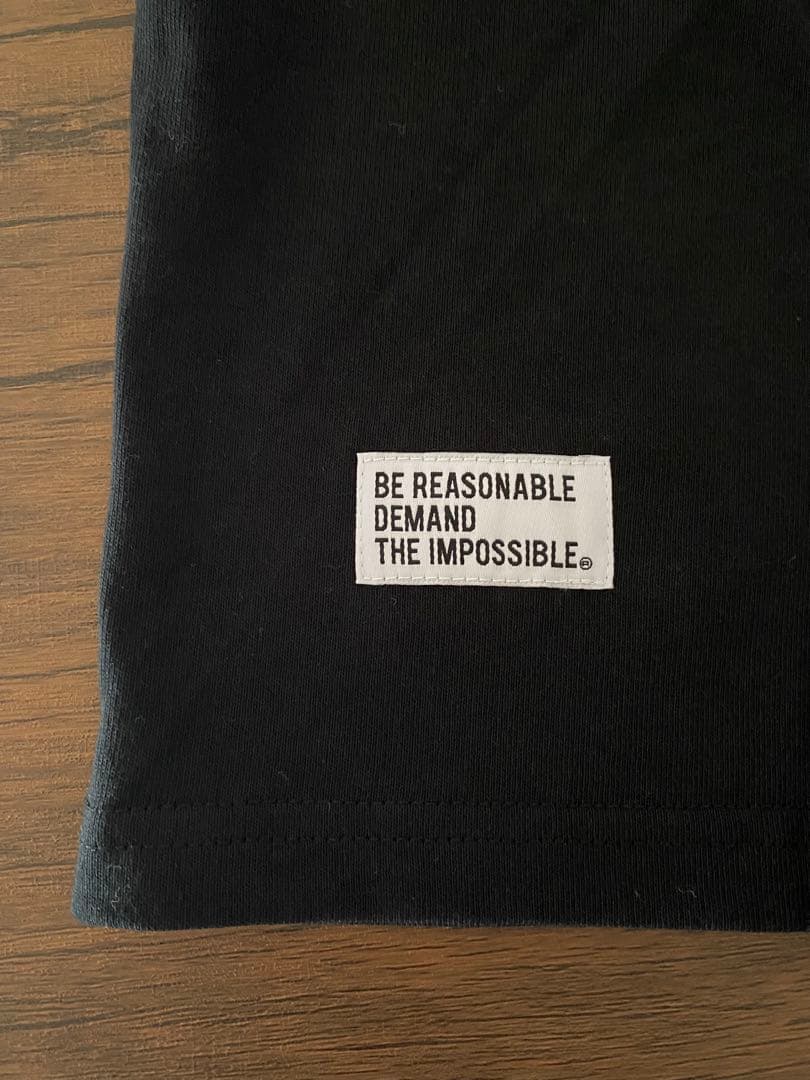 BE REASONABLE
DEMAND
THE IMPOSSIBLE®